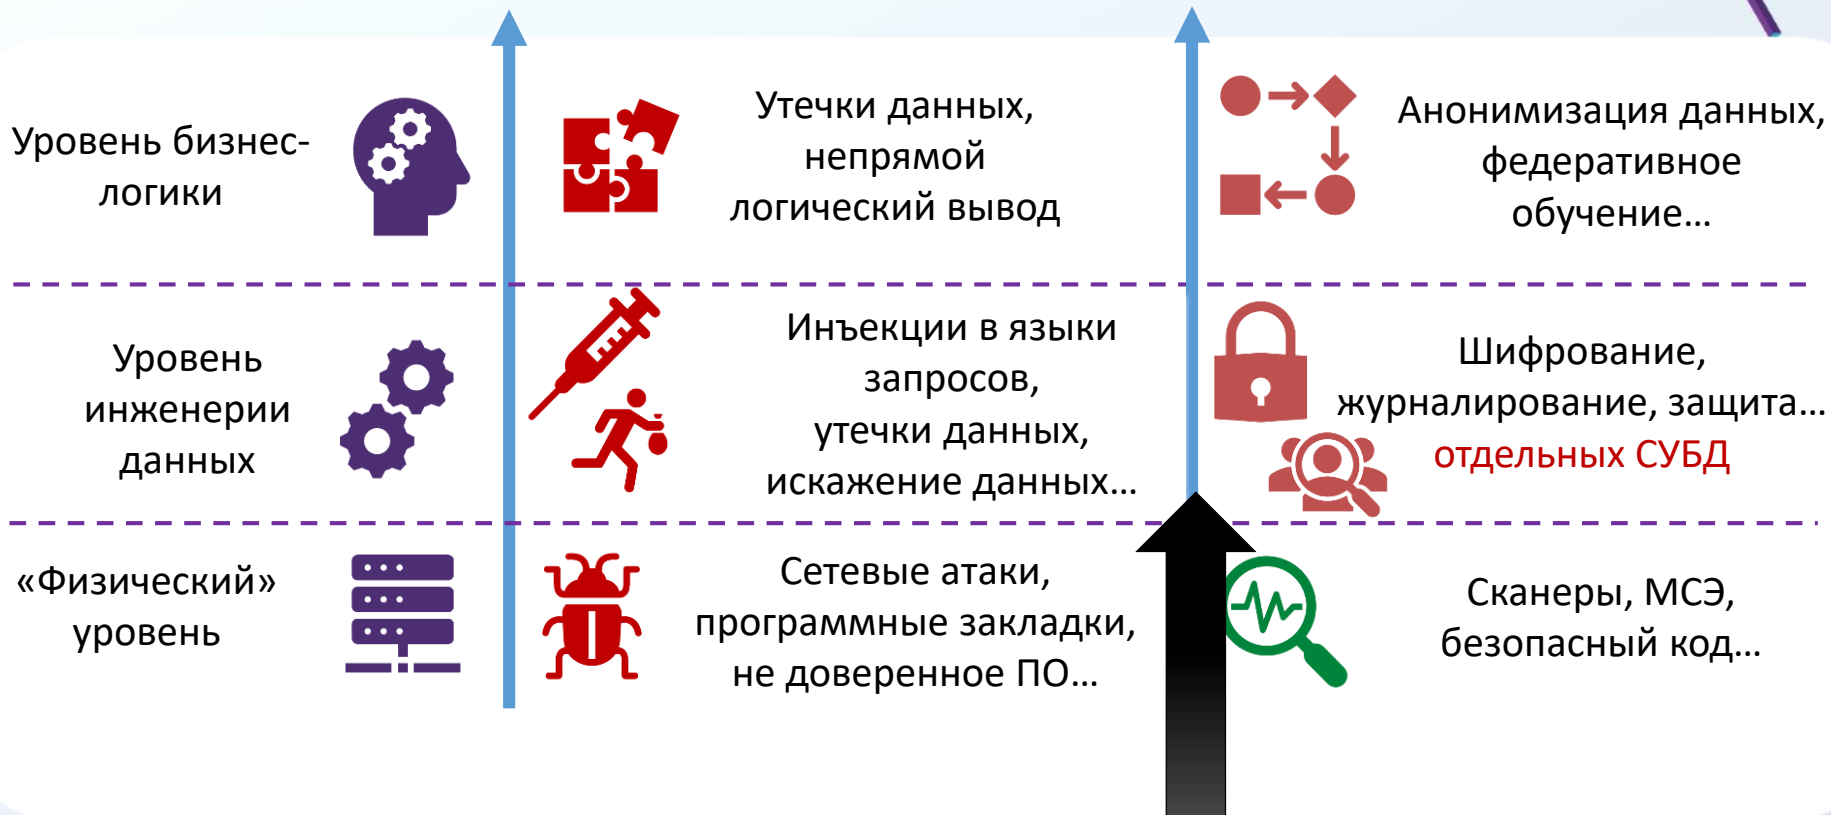 Уровень бизнес-
логики
Утечки данных,
непрямой
логический вывод
Анонимизация данных,
федеративное
обучение...
Уровень
инженерии
данных
Инъекции в языки
запросов,
утечки данных,
искажение данных...
Шифрование,
журналирование, защита...
отдельных СУБД
«Физический»
уровень
Сетевые атаки,
программные закладки,
не доверенное ПО...
Сканеры, МСЭ,
безопасный код...